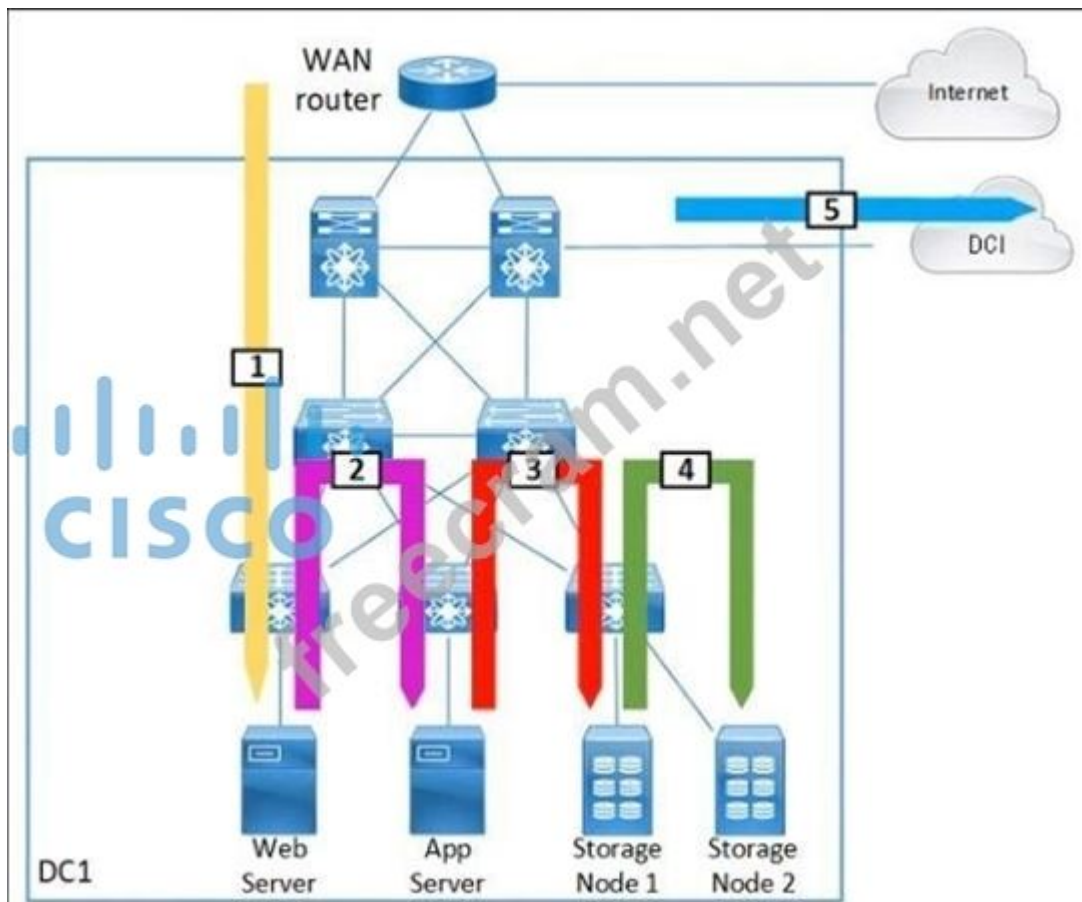 WAN
router
Internet
5
DCI
1
CISCO
2
3
4
freecram.net
Web
Server
App
Server
Storage
Node 1
Storage
Node 2
DC1